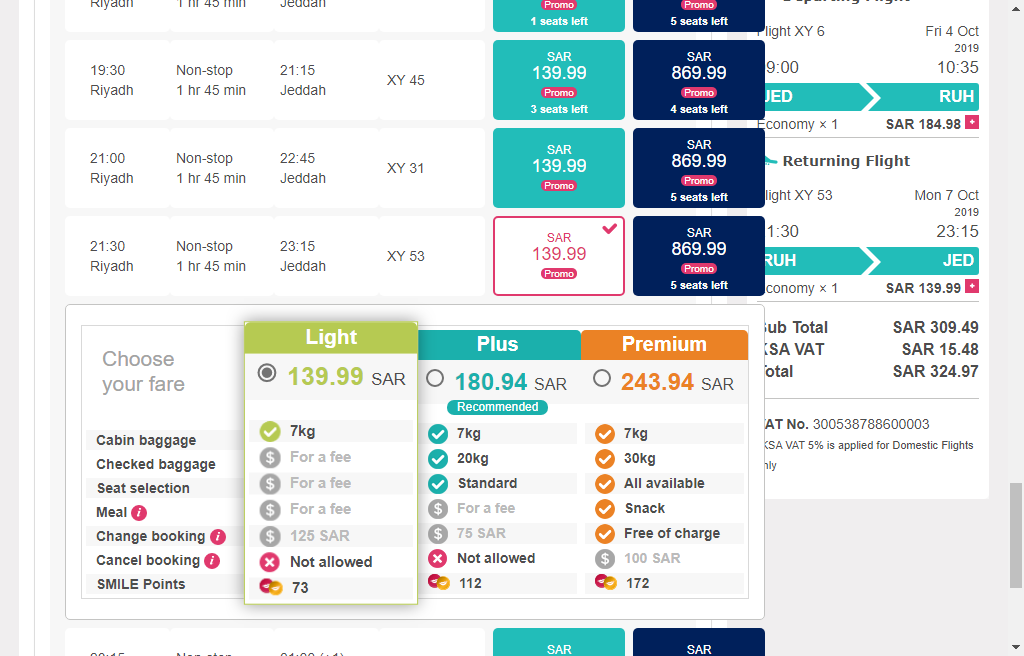 Riyadh
1 hr 45 min
Jeddah
Promo
1 seats left
Promo
5 seats left
19:30
Riyadh
Non-stop
1 hr 45 min
21:15
Jeddah
XY 45
SAR
139.99
Promo
3 seats left
SAR
869.99
Promo
4 seats left
21:00
Riyadh
Non-stop
1 hr 45 min
22:45
Jeddah
XY 31
SAR
139.99
Promo
SAR
869.99
Promo
5 seats left
21:30
Riyadh
Non-stop
1 hr 45 min
23:15
Jeddah
XY 53
SAR
139.99
Promo
SAR
869.99
Promo
5 seats left
Choose
your fare
Cabin baggage
Checked baggage
Seat selection
Meal i
Change booking i
Cancel booking i
SMILE Points
Light
139.99 SAR
7kg
$ For a fee
$ For a fee
$ For a fee
$ 125 SAR
Not allowed
73
Plus
180.94 SAR
Recommended
7kg
20kg
Standard
$ For a fee
$ 75 SAR
Not allowed
112
Premium
243.94 SAR
7kg
30kg
All available
Snack
Free of charge
$ 100 SAR
172
SAR
SAR
Departing Flight
Flight XY 6 Fri 4 Oct
2019
9:00 10:35
JED RUH
Economy × 1 SAR 184.98 +
Returning Flight
light XY 53 Mon 7 Oct
2019
1:30 23:15
RUH JED
conomy × 1 SAR 139.99 +
ub Total SAR 309.49
KSA VAT SAR 15.48
otal SAR 324.97
AT No. 300538788600003
KSA VAT 5% is applied for Domestic Flights
nly